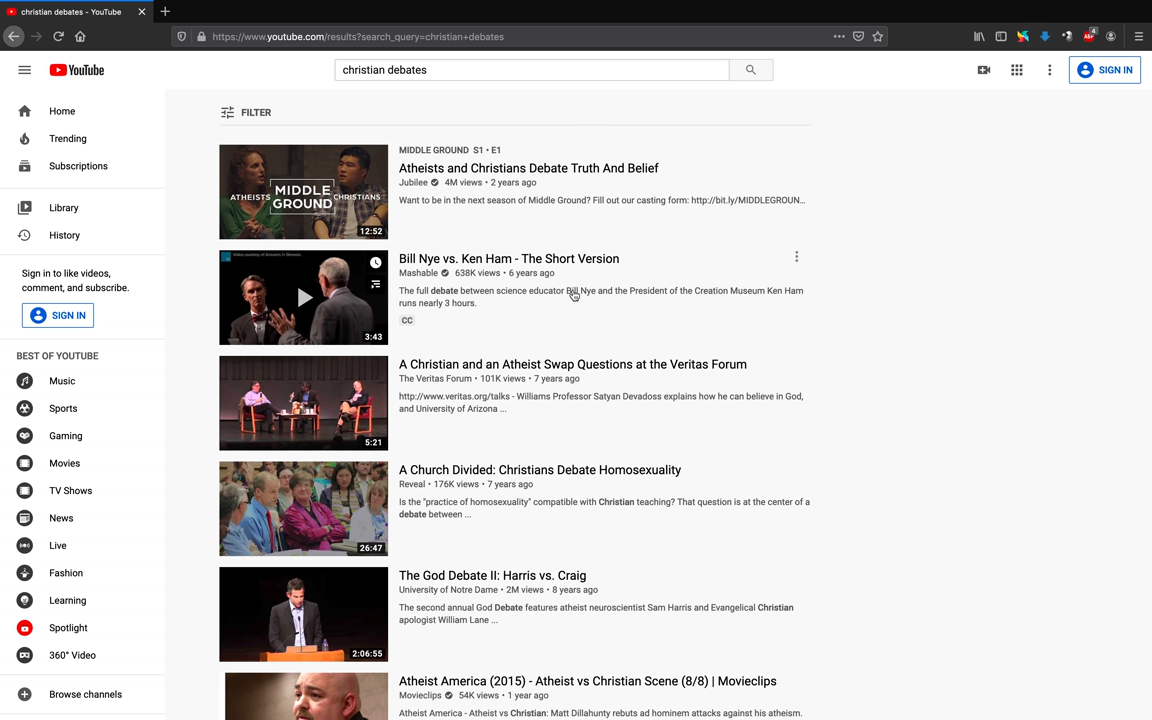 christian debates - YouTube
https://www.youtube.com/results?search_query=christian+debates
4
YouTube
christian debates
SIGN IN
Home
Trending
Subscriptions
Library
History
Sign in to like videos,
comment, and subscribe.
SIGN IN
BEST OF YOUTUBE
Music
Sports
Gaming
Movies
TV Shows
News
Live
Fashion
Learning
Spotlight
360° Video
Browse channels
FILTER
ATHEISTS MIDDLE GROUND CHRISTIANS
12:52
MIDDLE GROUND S1 • E1
Atheists and Christians Debate Truth And Belief
Jubilee 4M views • 2 years ago
Want to be in the next season of Middle Ground? Fill out our casting form: http://bit.ly/MIDDLEGROUN...
Video courtesy of Answers in Genesis
3:43
Bill Nye vs. Ken Ham - The Short Version
Mashable 638K views • 6 years ago
The full debate between science educator Bill Nye and the President of the Creation Museum Ken Ham
runs nearly 3 hours.
CC
5:21
A Christian and an Atheist Swap Questions at the Veritas Forum
The Veritas Forum • 101K views • 7 years ago
http://www.veritas.org/talks - Williams Professor Satyan Devadoss explains how he can believe in God,
and University of Arizona ...
26:47
A Church Divided: Christians Debate Homosexuality
Reveal • 176K views • 7 years ago
Is the "practice of homosexuality" compatible with Christian teaching? That question is at the center of a
debate between ...
2:06:55
The God Debate II: Harris vs. Craig
University of Notre Dame • 2M views • 8 years ago
The second annual God Debate features atheist neuroscientist Sam Harris and Evangelical Christian
apologist William Lane ...
Atheist America (2015) - Atheist vs Christian Scene (8/8) | Movieclips
Movieclips 54K views • 1 year ago
Atheist America - Atheist vs Christian: Matt Dillahunty rebuts ad hominem attacks against his atheism.